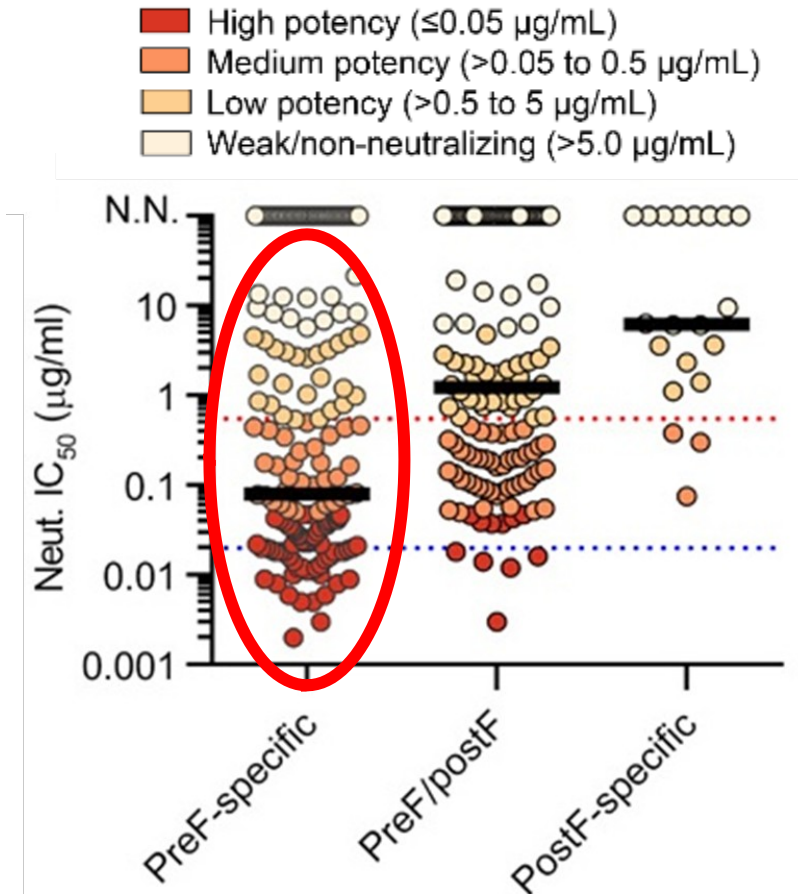 High potency (≤0.05 µg/mL)
Medium potency (>0.05 to 0.5 µg/mL)
Low potency (>0.5 to 5 µg/mL)
Weak/non-neutralizing (>5.0 µg/mL)
N.N.
10
1
0.1
0.01
0.001
Neut. IC50 (µg/ml)
PreF-specific
PreF/postF
PostF-specific